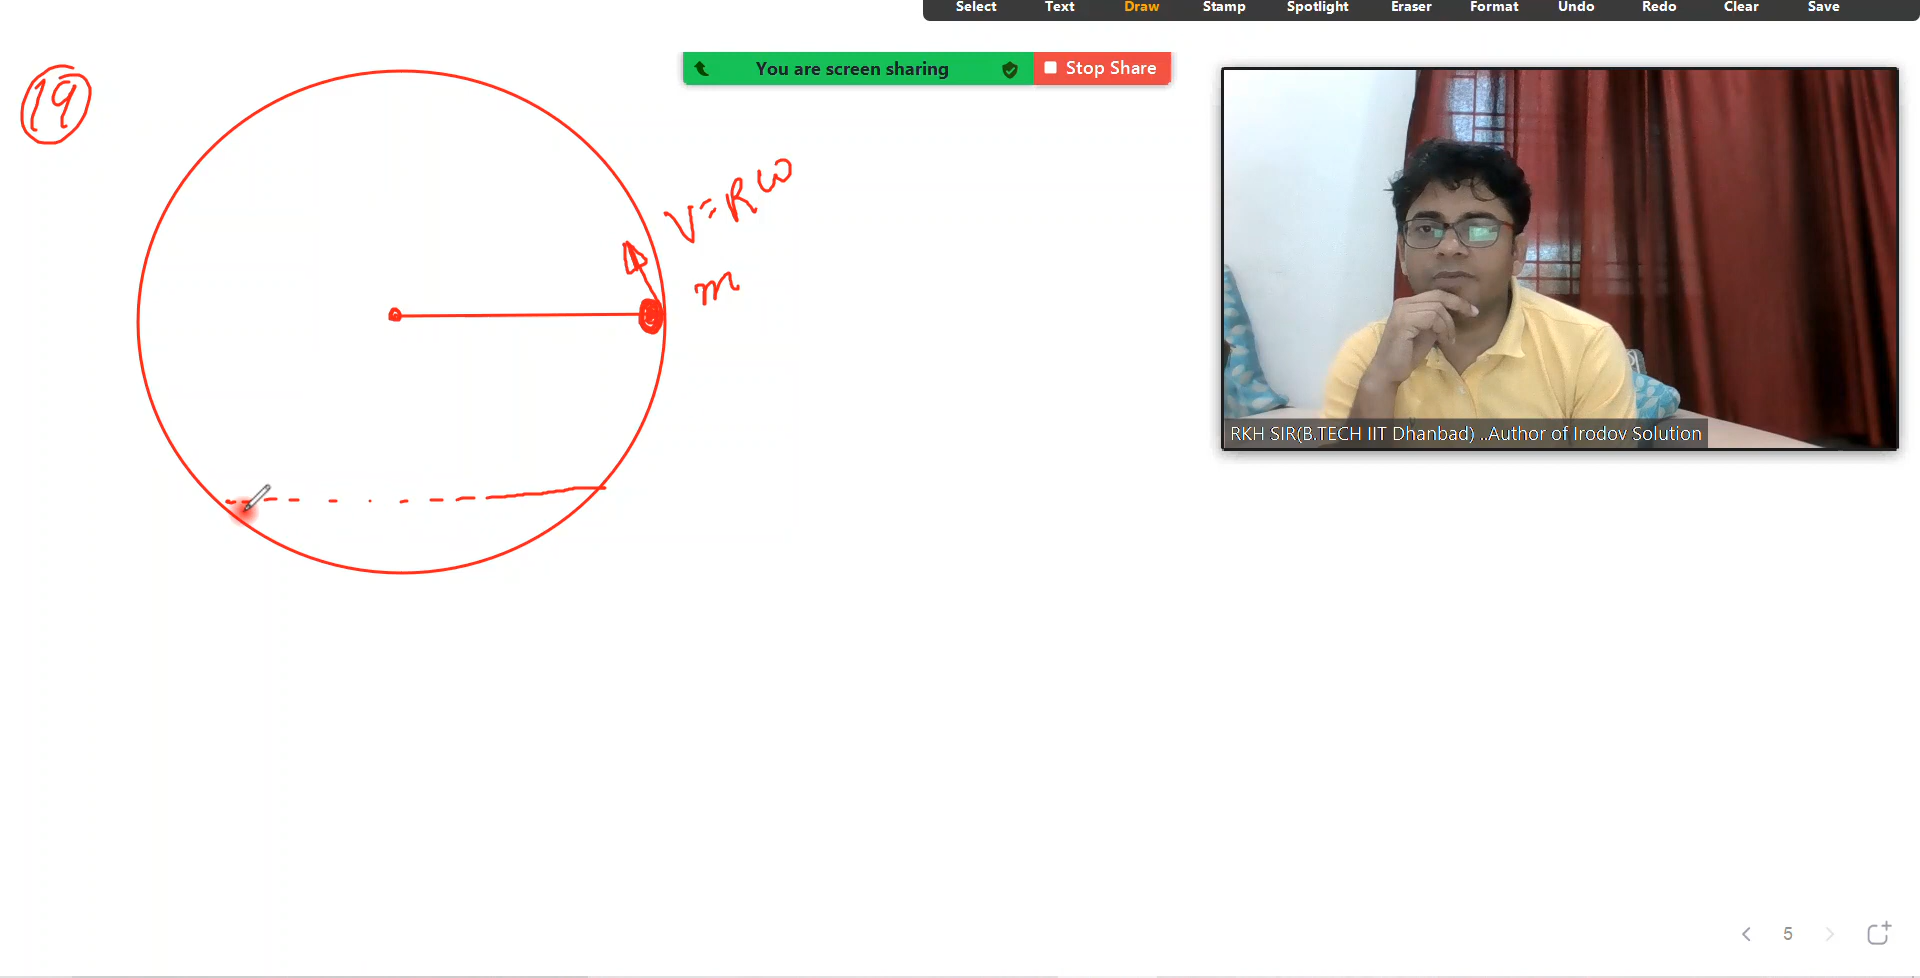 Select Text Draw Stamp Spotlight Eraser Format Undo Redo Clear Save
You are screen sharing Stop Share
19
V=Rω
m
RKH SIR(B.TECH IIT Dhanbad) ..Author of Irodov Solution
5